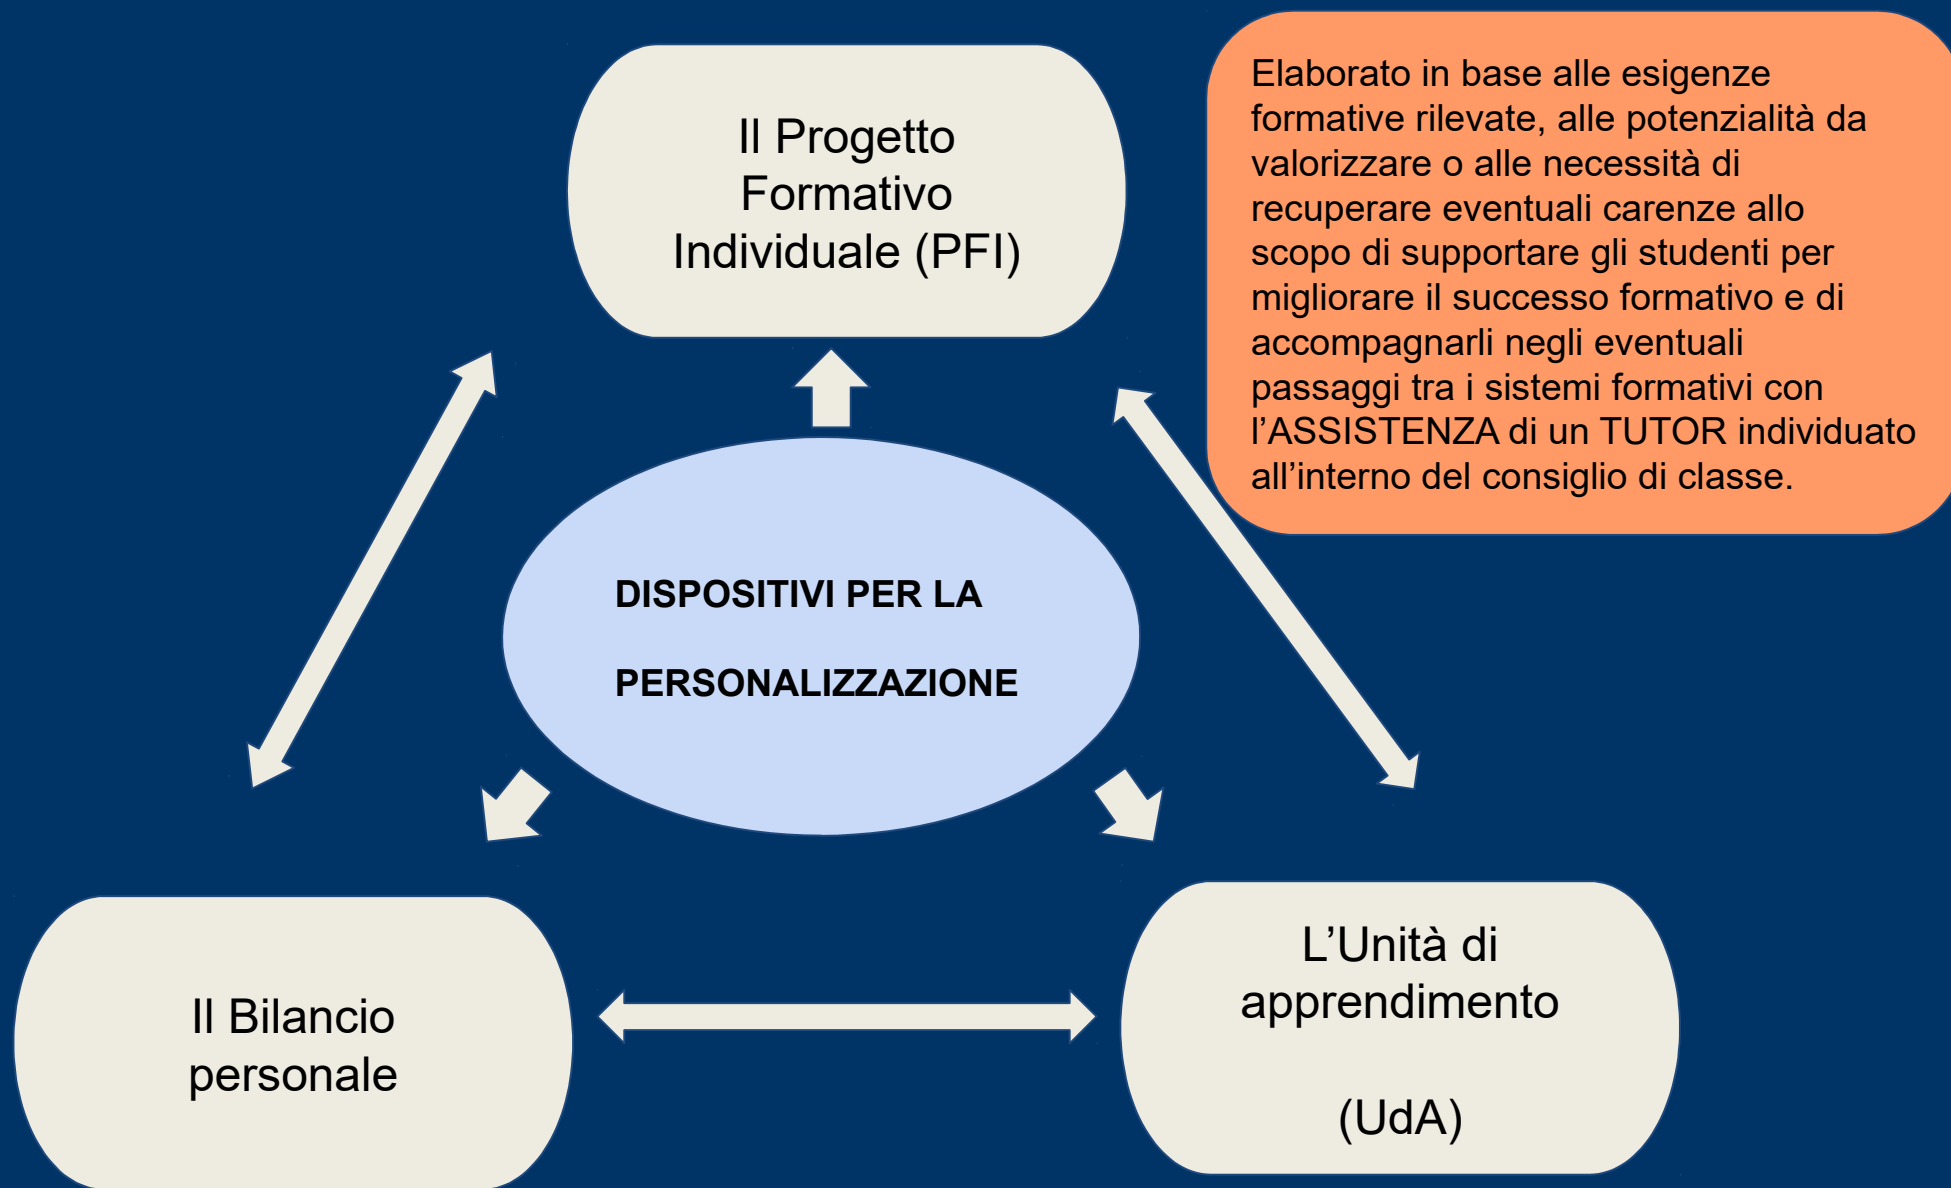 Il Progetto
Formativo
Individuale (PFI)
Elaborato in base alle esigenze
formative rilevate, alle potenzialità da
valorizzare o alle necessità di
recuperare eventuali carenze allo
scopo di supportare gli studenti per
migliorare il successo formativo e di
accompagnarli negli eventuali
passaggi tra i sistemi formativi con
l’ASSISTENZA di un TUTOR individuato
all’interno del consiglio di classe.
DISPOSITIVI PER LA
PERSONALIZZAZIONE
Il Bilancio
personale
L’Unità di
apprendimento
(UdA)